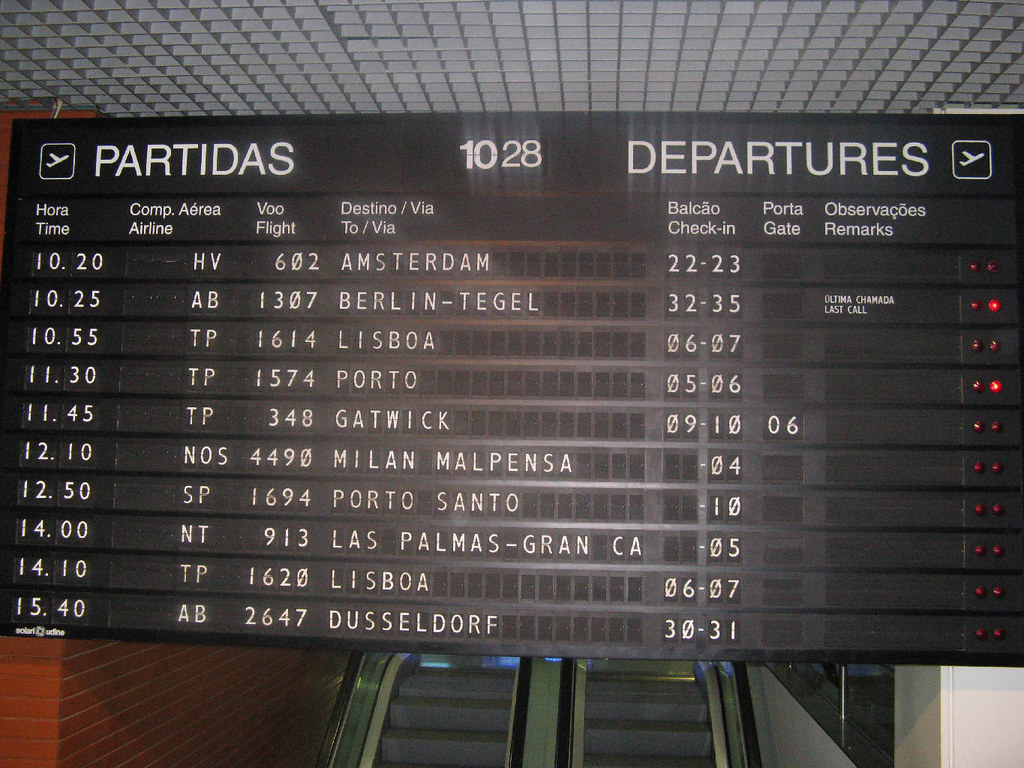 PARTIDAS 10 28 DEPARTURES
Hora Comp. Aérea Voo Destino / Via Balcão Porta Observações
Time Airline Flight To / Via Check-in Gate Remarks
10.20 HV 602 AMSTERDAM 22-23
10.25 AB 1307 BERLIN-TEGEL 32-35 ÚLTIMA CHAMADA
LAST CALL
10.55 TP 1614 LISBOA 06-07
11.30 TP 1574 PORTO 05-06
11.45 TP 348 GATWICK 09-10 06
12.10 NOS 4490 MILAN MALPENSA -04
12.50 SP 1694 PORTO SANTO -10
14.00 NT 913 LAS PALMAS-GRAN CA -05
14.10 TP 1620 LISBOA 06-07
15.40 AB 2647 DUSSELDORF 30-31
solari udine